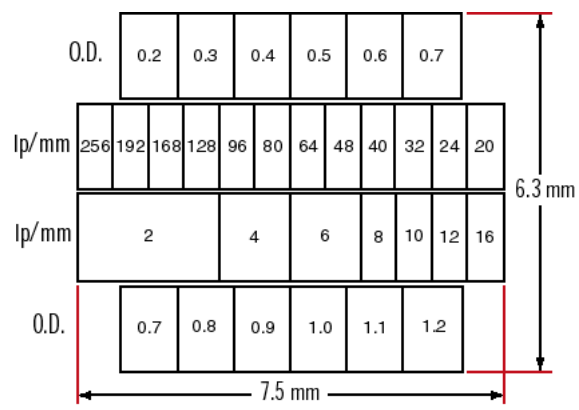 O.D. 0.2 0.3 0.4 0.5 0.6 0.7
lp/mm 256 192 168 128 96 80 64 48 40 32 24 20
6.3 mm
lp/mm 2 4 6 8 10 12 16
O.D. 0.7 0.8 0.9 1.0 1.1 1.2
7.5 mm